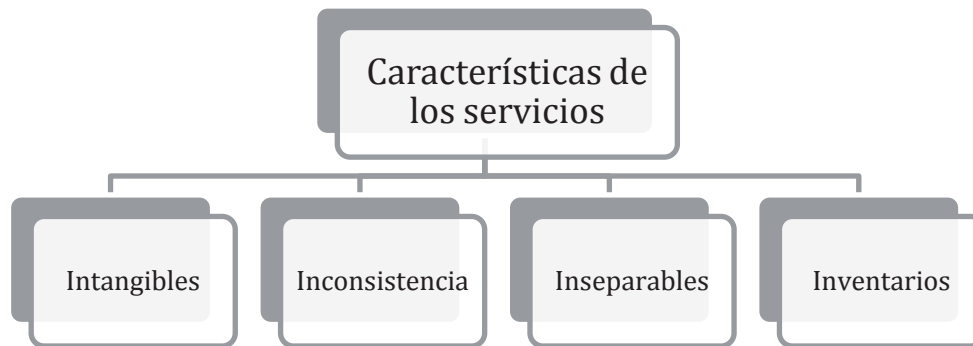 Características de
los servicios
Intangibles
Inconsistencia
Inseparables
Inventarios